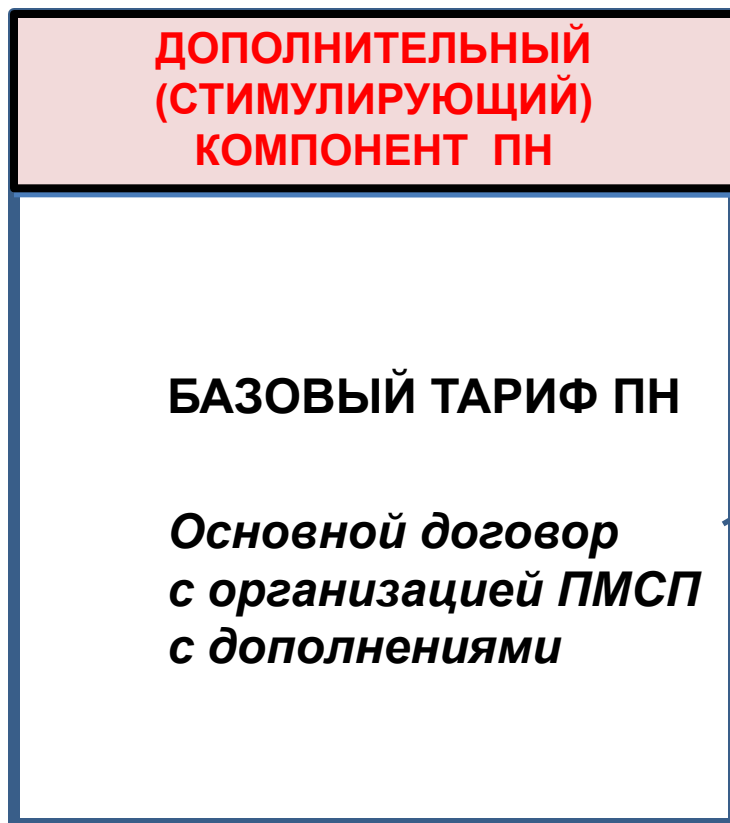 ДОПОЛНИТЕЛЬНЫЙ
(СТИМУЛИРУЮЩИЙ)
КОМПОНЕНТ ПН
БАЗОВЫЙ ТАРИФ ПН
Основной договор
с организацией ПМСП
с дополнениями